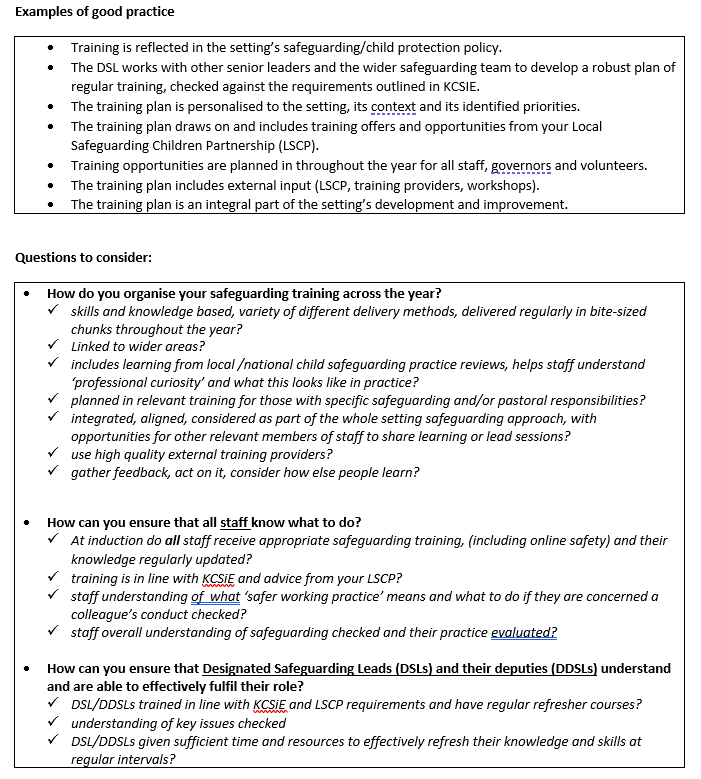 Examples of good practice
• Training is reflected in the setting's safeguarding/child protection policy.
• The DSL works with other senior leaders and the wider safeguarding team to develop a robust plan of
regular training, checked against the requirements outlined in KCSIE.
• The training plan is personalised to the setting, its context and its identified priorities.
• The training plan draws on and includes training offers and opportunities from your Local
Safeguarding Children Partnership (LSCP).
• Training opportunities are planned in throughout the year for all staff, governors and volunteers.
• The training plan includes external input (LSCP, training providers, workshops).
• The training plan is an integral part of the setting's development and improvement.
Questions to consider:
• How do you organise your safeguarding training across the year?
✓ skills and knowledge based, variety of different delivery methods, delivered regularly in bite-sized
chunks throughout the year?
✓ Linked to wider areas?
✓ includes learning from local /national child safeguarding practice reviews, helps staff understand
'professional curiosity' and what this looks like in practice?
✓ planned in relevant training for those with specific safeguarding and/or pastoral responsibilities?
✓ integrated, aligned, considered as part of the whole setting safeguarding approach, with
opportunities for other relevant members of staff to share learning or lead sessions?
✓ use high quality external training providers?
✓ gather feedback, act on it, consider how else people learn?
• How can you ensure that all staff know what to do?
✓ At induction do all staff receive appropriate safeguarding training, (including online safety) and their
knowledge regularly updated?
✓ training is in line with KCSiE and advice from your LSCP?
✓ staff understanding of what 'safer working practice' means and what to do if they are concerned a
colleague's conduct checked?
✓ staff overall understanding of safeguarding checked and their practice evaluated?
• How can you ensure that Designated Safeguarding Leads (DSLs) and their deputies (DDSLs) understand
and are able to effectively fulfil their role?
✓ DSL/DDSLs trained in line with KCSiE and LSCP requirements and have regular refresher courses?
✓ understanding of key issues checked
✓ DSL/DDSLs given sufficient time and resources to effectively refresh their knowledge and skills at
regular intervals?